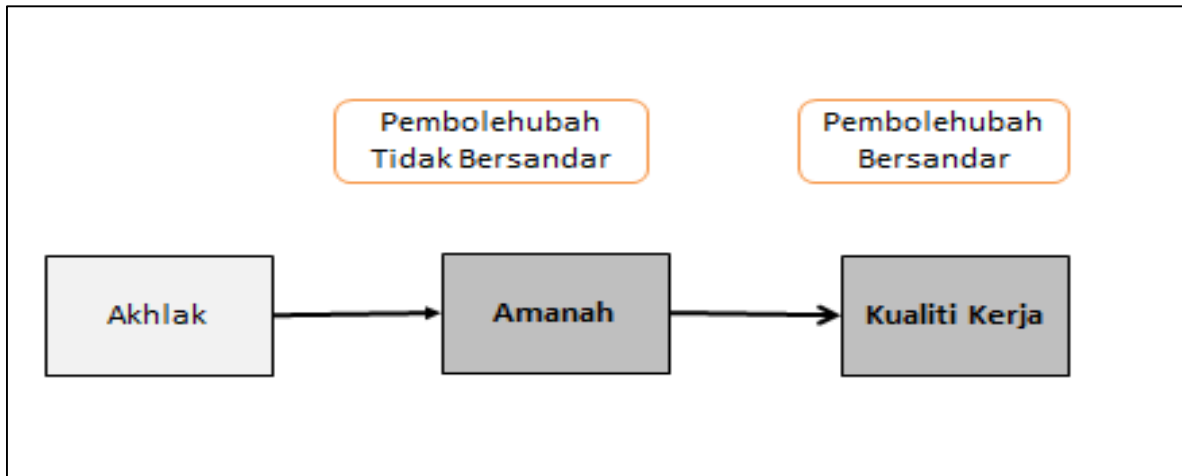 Pembolehubah
Tidak Bersandar
Pembolehubah
Bersandar
Akhlak
Amanah
Kualiti Kerja